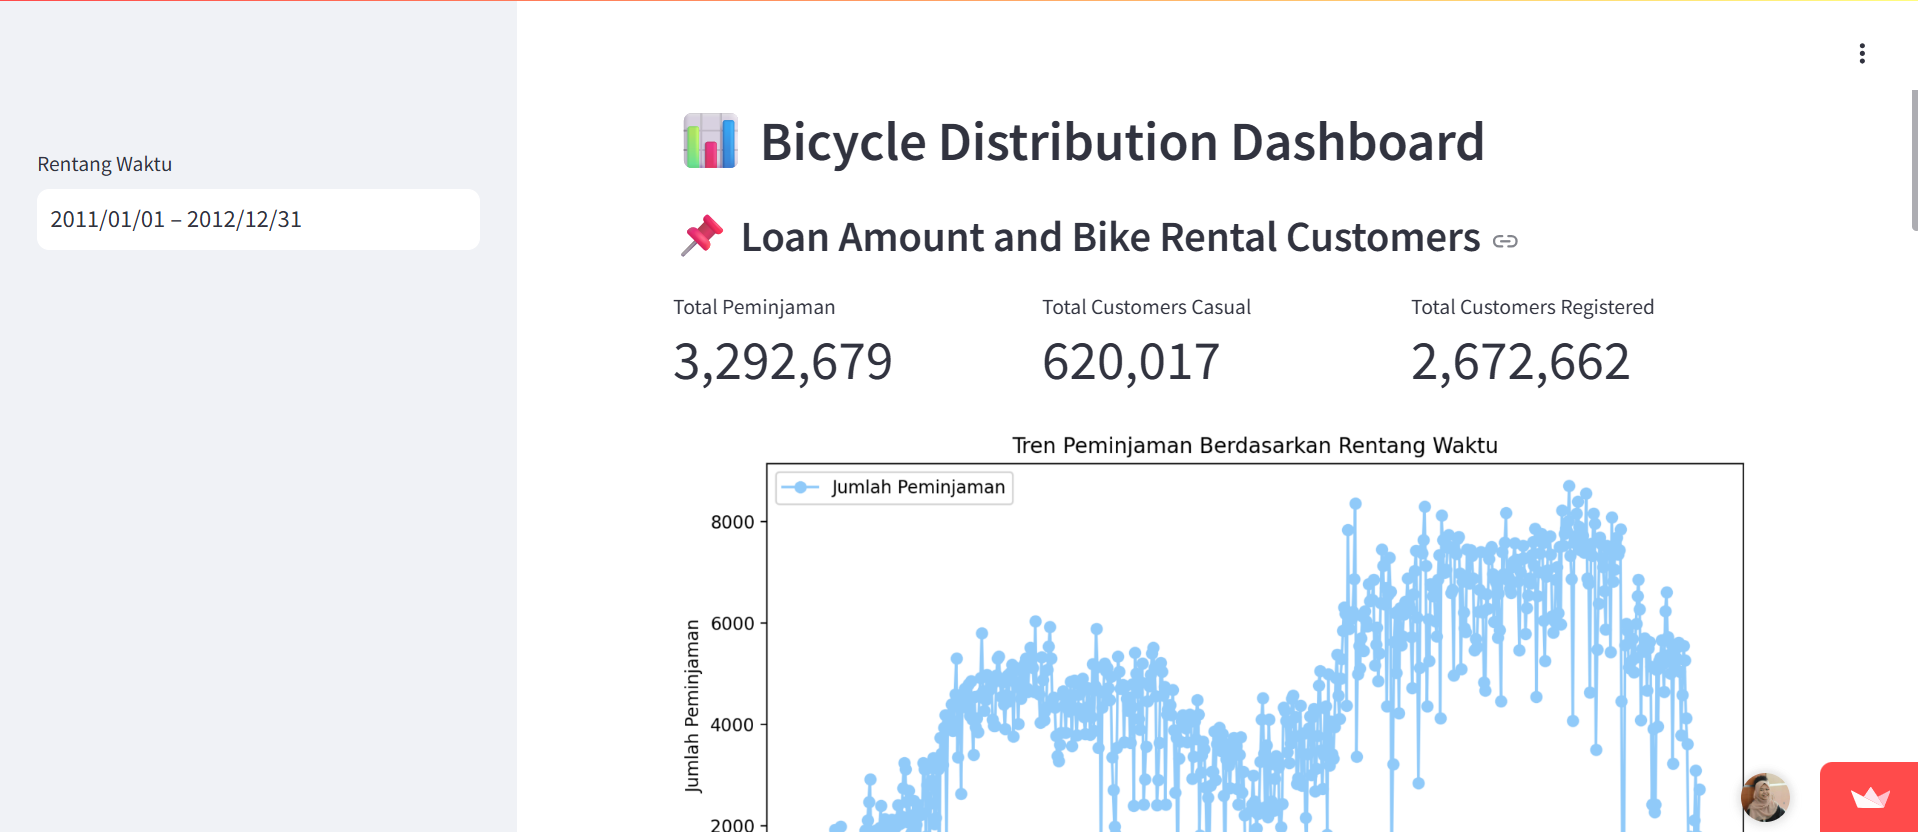 Rentang Waktu
2011/01/01 – 2012/12/31
Bicycle Distribution Dashboard
Loan Amount and Bike Rental Customers
Total Peminjaman
3,292,679
Total Customers Casual
620,017
Total Customers Registered
2,672,662
Tren Peminjaman Berdasarkan Rentang Waktu
Jumlah Peminjaman
8000
6000
4000
2000
Jumlah Peminjaman